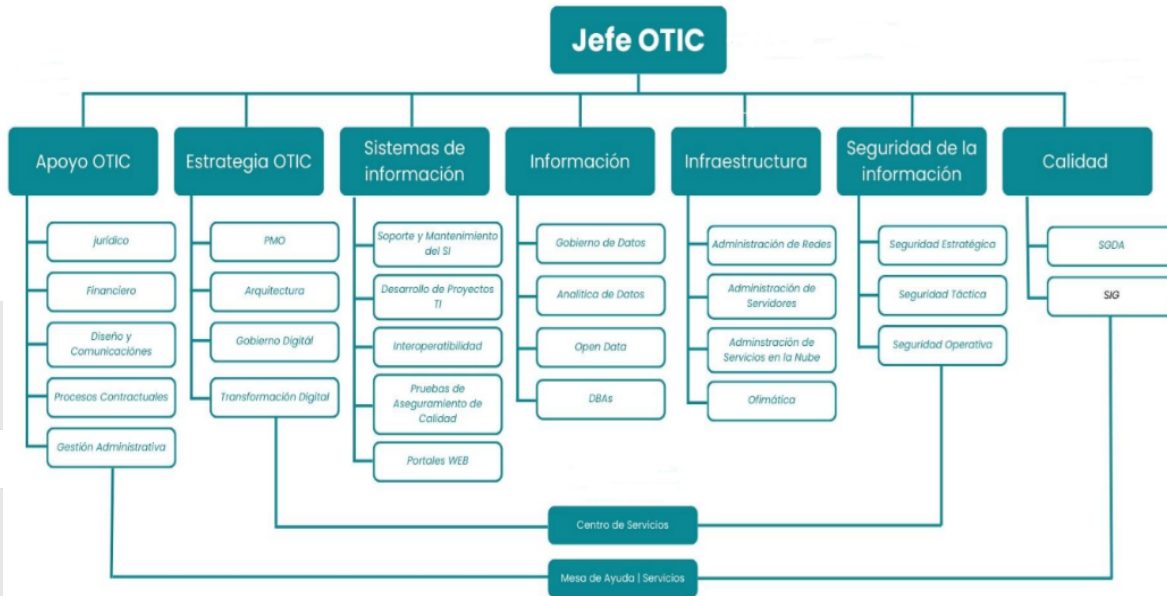 Jefe OTIC
Apoyo OTIC
jurídico
Financiero
Diseño y
Comunicaciónes
Procesos Contractuales
Gestión Administrativa
Estrategia OTIC
PMO
Arquitectura
Gobierno Digitál
Transformación Digital
Sistemas de
información
Soporte y Mantenimiento
del SI
Desarrollo de Proyectos
TI
Interoperatibilidad
Pruebas de
Aseguramiento de
Calidad
Portales WEB
Información
Gobierno de Datos
Analitica de Datos
Open Data
DBAs
Infraestructura
Administración de Redes
Administración de
Servidores
Adminstración de
Servicios en la Nube
Ofimática
Seguridad de la
información
Seguridad Estratégica
Seguridad Táctica
Seguridad Operativa
Calidad
SGDA
SIG
Centro de Servicios
Mesa de Ayuda | Servicios